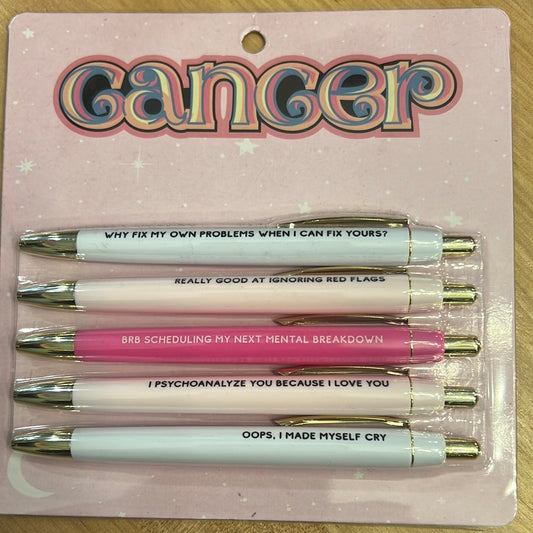 cancer
WHY FIX MY OWN PROBLEMS WHEN I CAN FIX YOURS?
REALLY GOOD AT IGNORING RED FLAGS
BRB SCHEDULING MY NEXT MENTAL BREAKDOWN
I PSYCHOANALYZE YOU BECAUSE I LOVE YOU
OOPS, I MADE MYSELF CRY